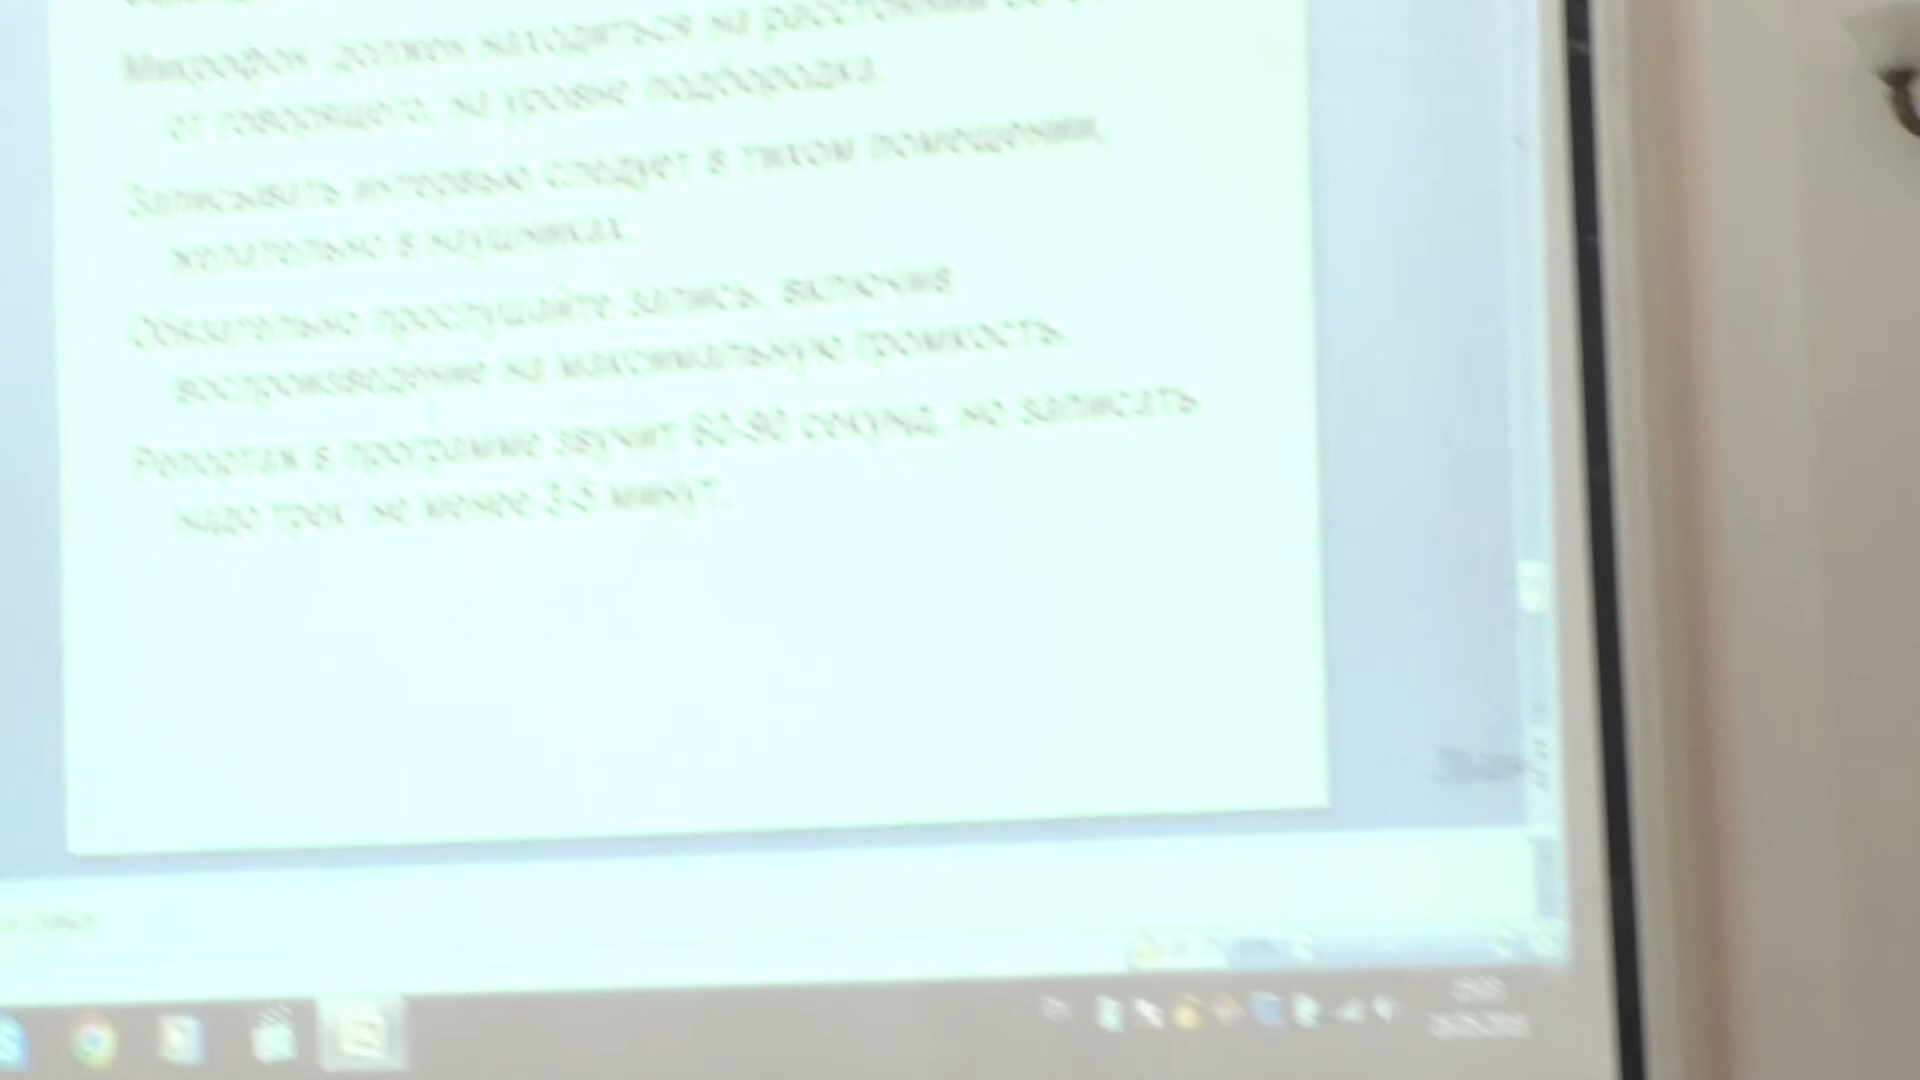 Микрофон должен находиться на расстоянии
от говорящего, на уровне подбородка.
Записывать интервью следует в тихом помещении,
желательно в наушниках.
Обязательно прослушайте запись, включив
воспроизведение на максимальную громкость.
Репортаж в программе звучит 60-90 секунд, но записать
надо трек не менее 3-5 минут.